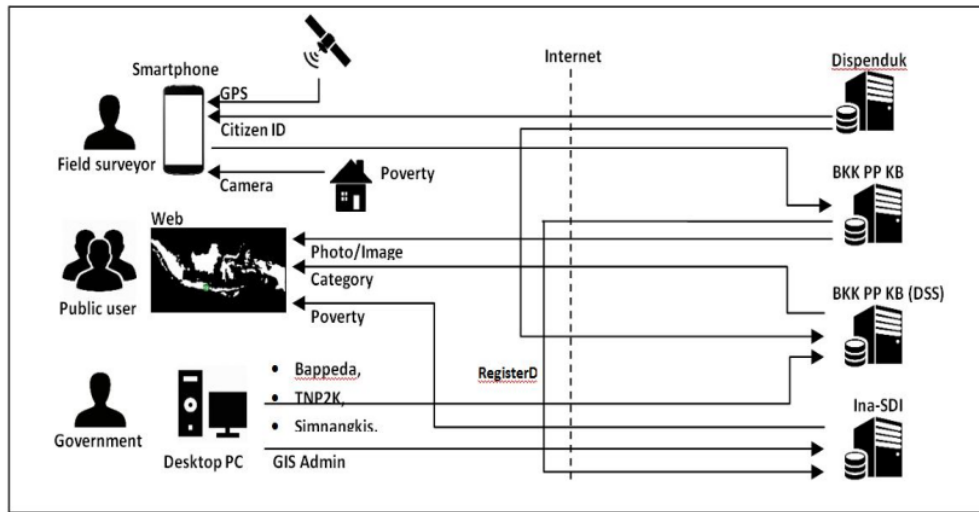 Internet
Dispenduk
Smartphone
GPS
Citizen ID
Field surveyor
Camera
Poverty
BKK PP KB
Web
Photo/Image
Category
Public user
Poverty
BKK PP KB (DSS)
RegisterD
• Bappeda,
• TNP2K,
• Simnangkis.
Ina-SDI
Government
Desktop PC
GIS Admin